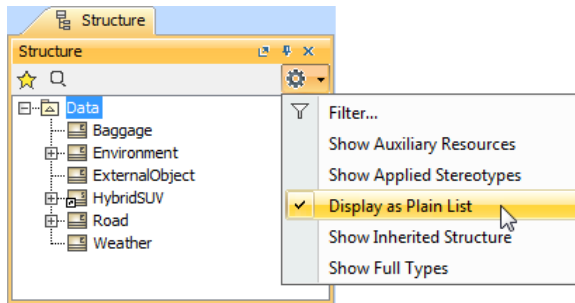 Structure
Structure
Data
Baggage
Environment
ExternalObject
HybridSUV
Road
Weather
Filter...
Show Auxiliary Resources
Show Applied Stereotypes
Display as Plain List
Show Inherited Structure
Show Full Types